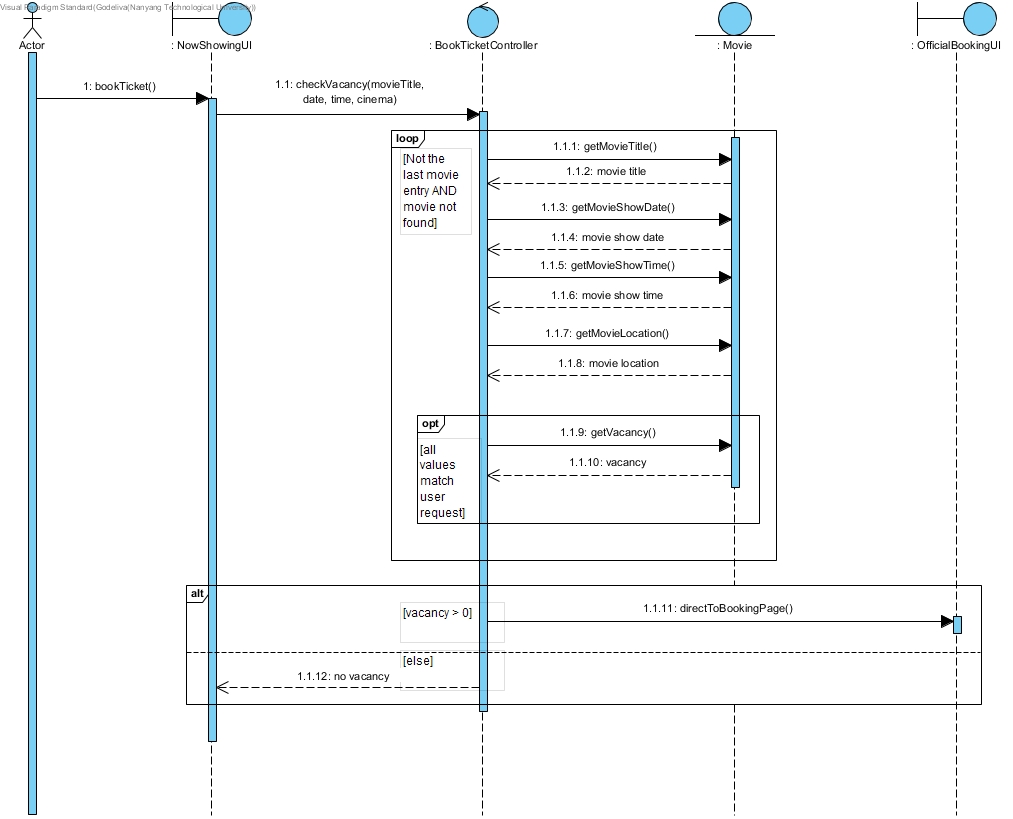 Visual Paradigm Standard(Godeliva(Nanyang Technological University))
Actor
: NowShowingUI
: BookTicketController
: Movie
: OfficialBookingUI
1: bookTicket()
1.1: checkVacancy(movieTitle,
date, time, cinema)
loop
[Not the
last movie
entry AND
movie not
found]
1.1.1: getMovieTitle()
1.1.2: movie title
1.1.3: getMovieShowDate()
1.1.4: movie show date
1.1.5: getMovieShowTime()
1.1.6: movie show time
1.1.7: getMovieLocation()
1.1.8: movie location
opt
[all
values
match
user
request]
1.1.9: getVacancy()
1.1.10: vacancy
alt
[vacancy > 0]
1.1.11: directToBookingPage()
[else]
1.1.12: no vacancy